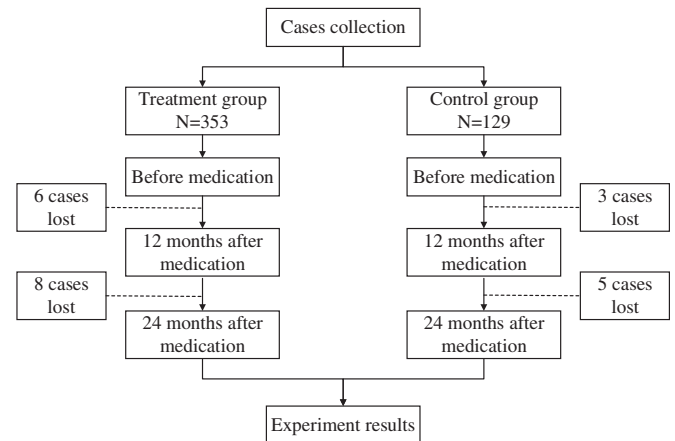 Cases collection
Treatment group
N=353
Control group
N=129
Before medication
Before medication
6 cases
lost
3 cases
lost
12 months after
medication
12 months after
medication
8 cases
lost
5 cases
lost
24 months after
medication
24 months after
medication
Experiment results